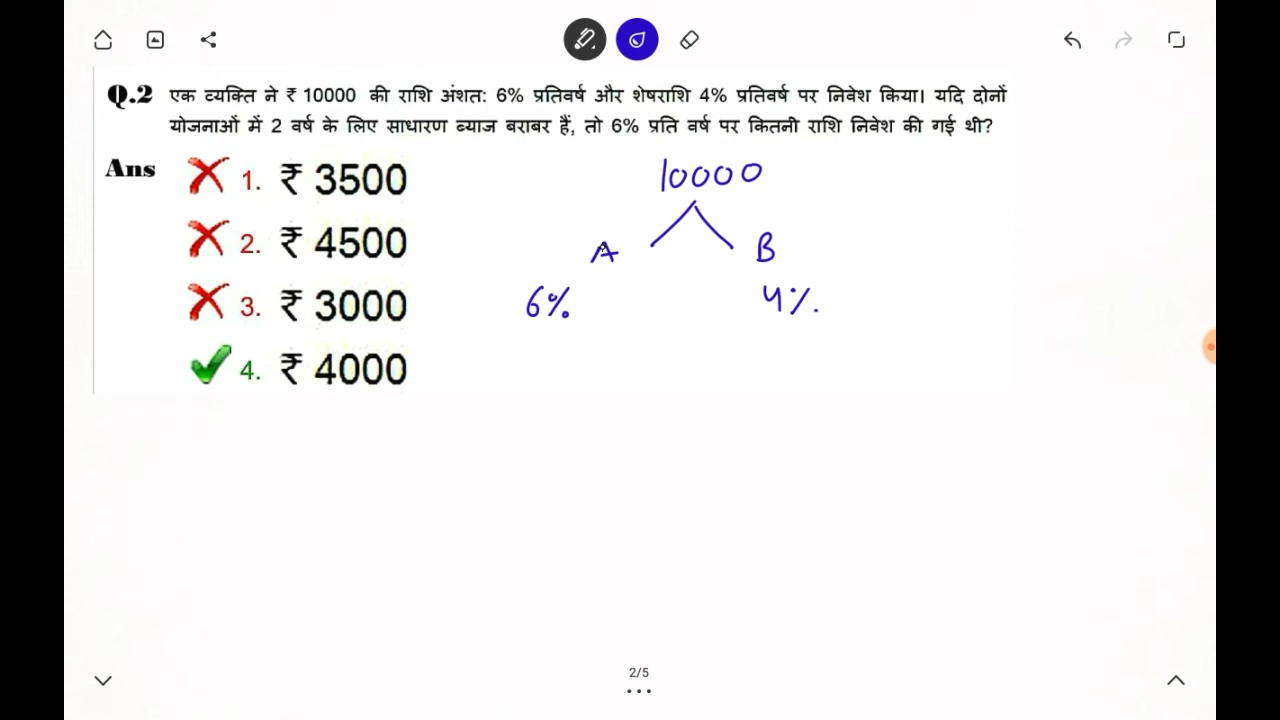 Q.2 एक व्यक्ति ने ₹ 10000 की राशि अंशत: 6% प्रतिवर्ष और शेषराशि 4% प्रतिवर्ष पर निवेश किया। यदि दोनों
योजनाओं में 2 वर्ष के लिए साधारण ब्याज बराबर हैं, तो 6% प्रति वर्ष पर कितनी राशि निवेश की गई थी?
Ans 1. ₹ 3500
2. ₹ 4500
3. ₹ 3000
4. ₹ 4000
10000
A B
6% 4%.
2/5